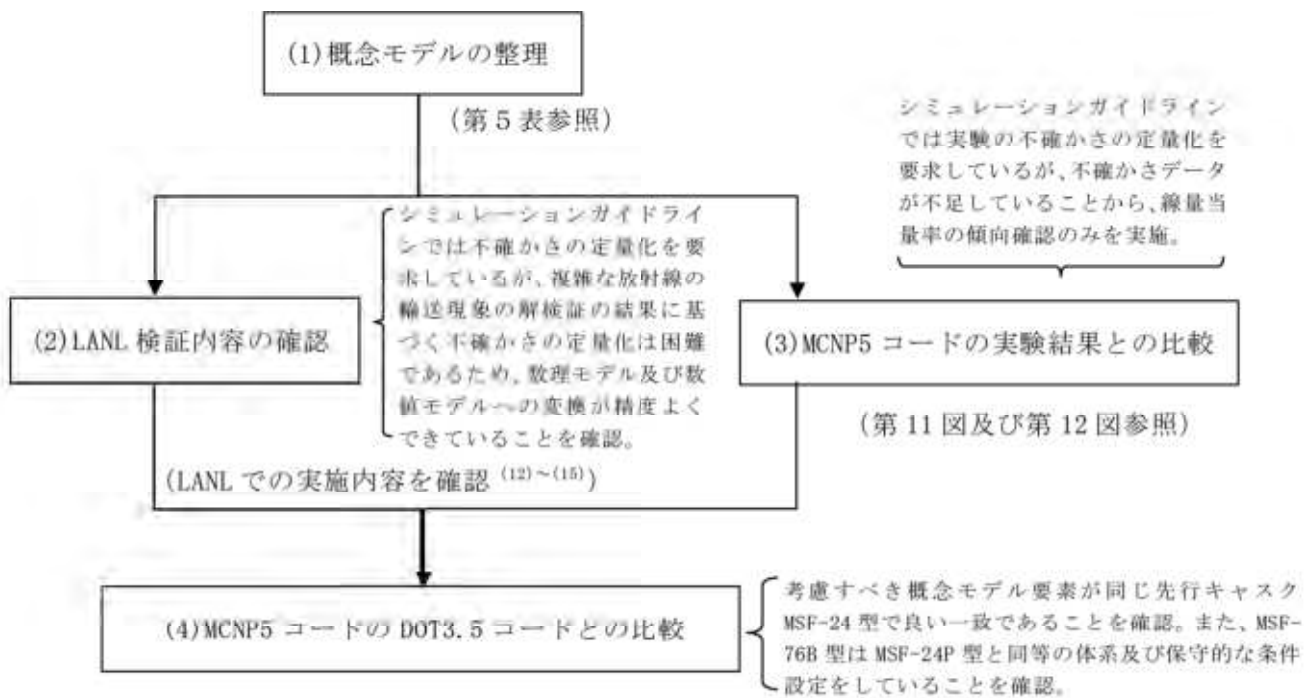 (1)概念モデルの整理
(第5表参照)
シミュレーションガイドライン
では実験の不確かさの定量化を
要求しているが、不確かさデータ
が不足していることから、線量当
量率の傾向確認のみを実施。
シミュレーションガイドライ
ンでは不確かさの定量化を要
求しているが、複雑な放射線の
輸送現象の解検証の結果に基
づく不確かさの定量化は困難
であるため、数理モデル及び数
値モデルへの変換が精度よく
できていることを確認。
(2)LANL 検証内容の確認
(3)MCNP5 コードの実験結果との比較
(第11図及び第12図参照)
(LANLでの実施内容を確認 (12)~(15))
(4)MCNP5 コードの DOT3.5 コードとの比較
考慮すべき概念モデル要素が同じ先行キャスク
MSF-24 型で良い一致であることを確認。また、MSF-
76B 型は MSF-24P 型と同等の体系及び保守的な条件
設定をしていることを確認。